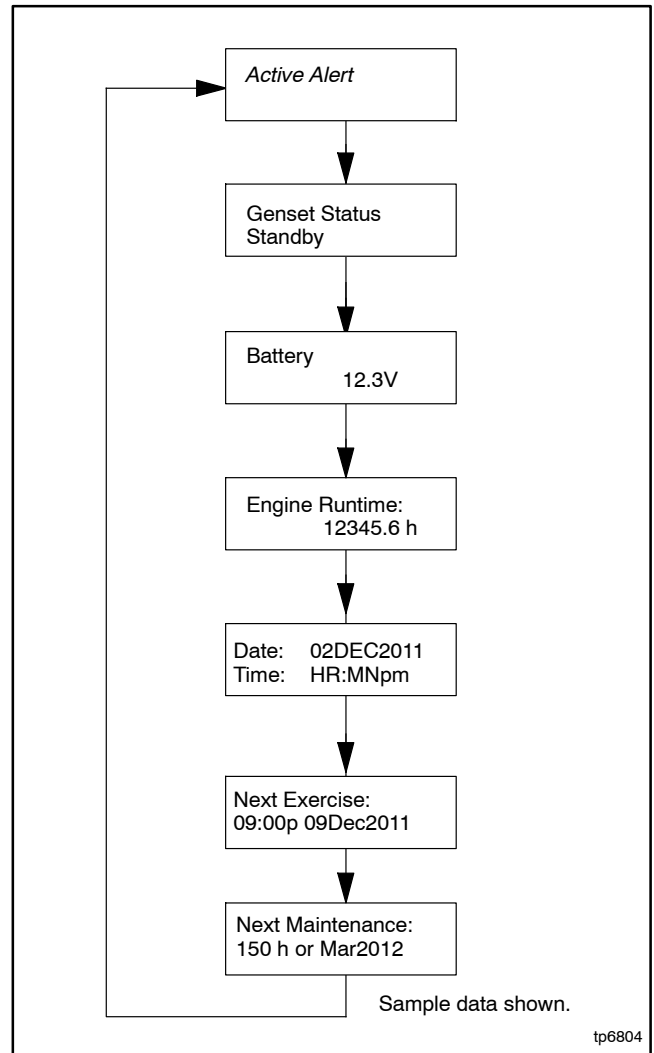 Active Alert
Genset Status
Standby
Battery
12.3V
Engine Runtime:
12345.6 h
Date: 02DEC2011
Time: HR:MNpm
Next Exercise:
09:00p 09Dec2011
Next Maintenance:
150 h or Mar2012
Sample data shown.
tp6804